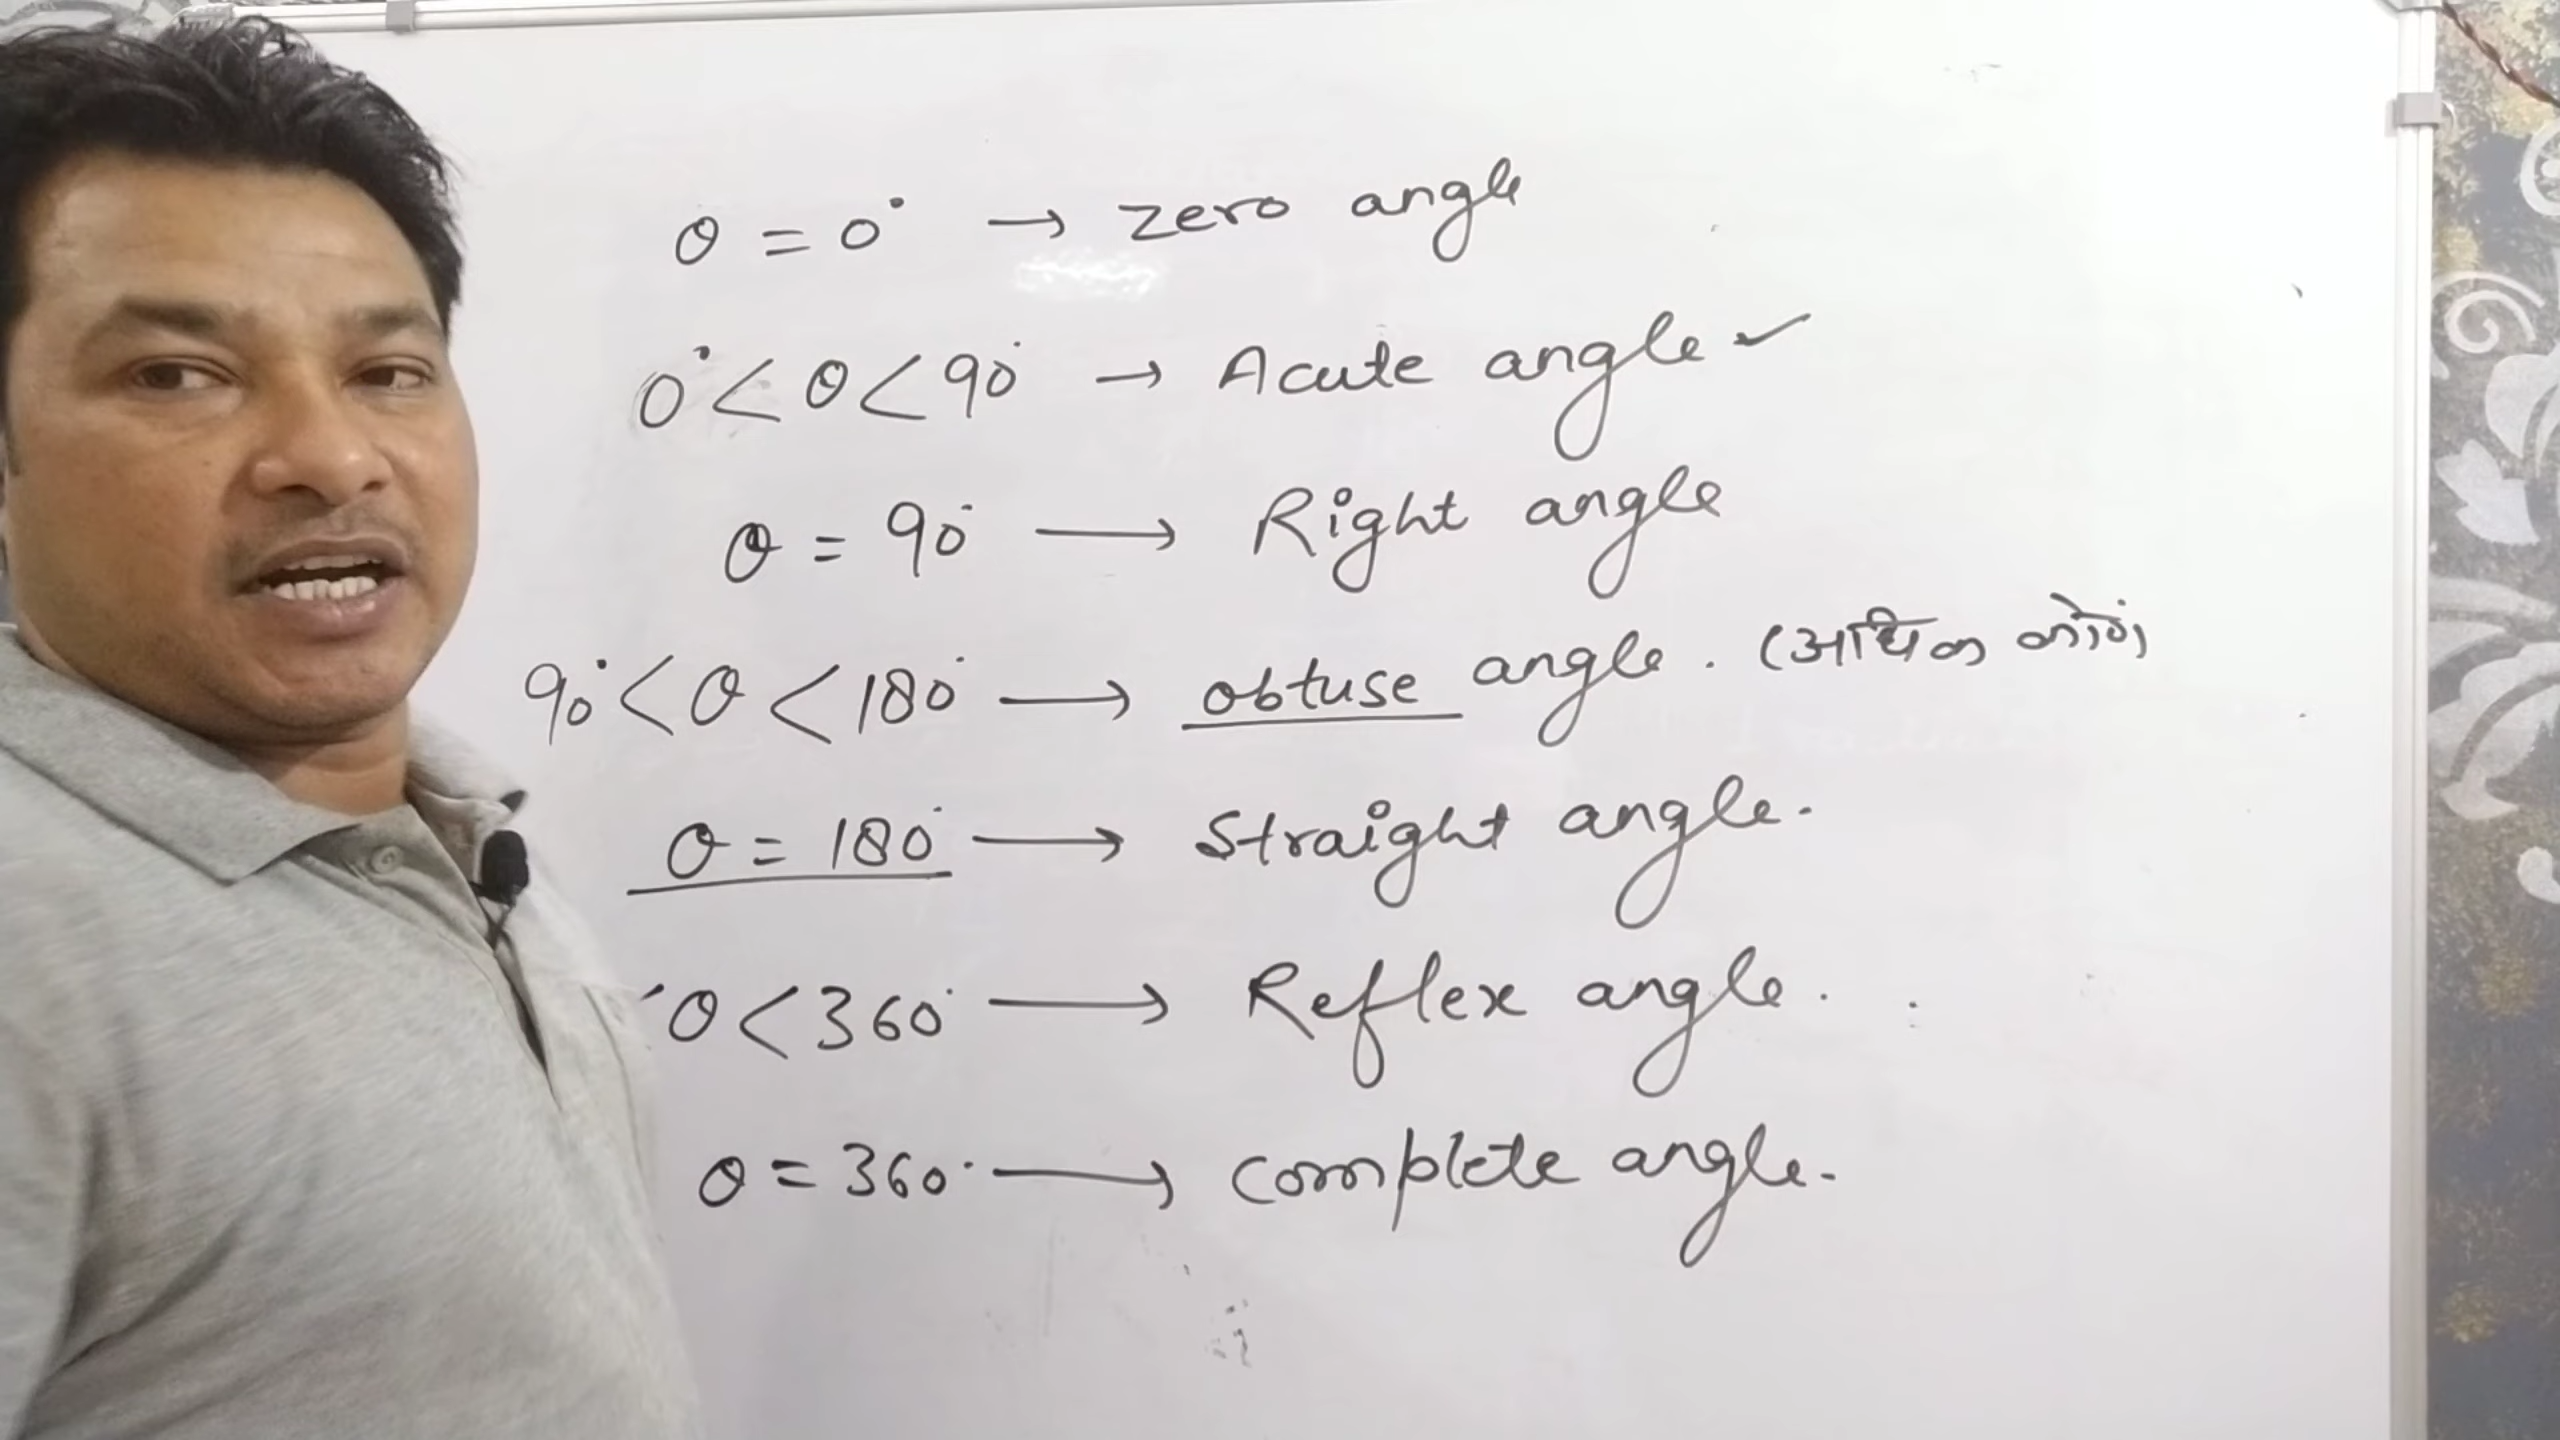 θ = 0° → zero angle
0° < θ < 90° → Acute angle ✓
θ = 90° → Right angle
90° < θ < 180° → obtuse angle. (अधिक कोण)
θ = 180° → Straight angle.
θ < 360° → Reflex angle.
θ = 360° → complete angle.